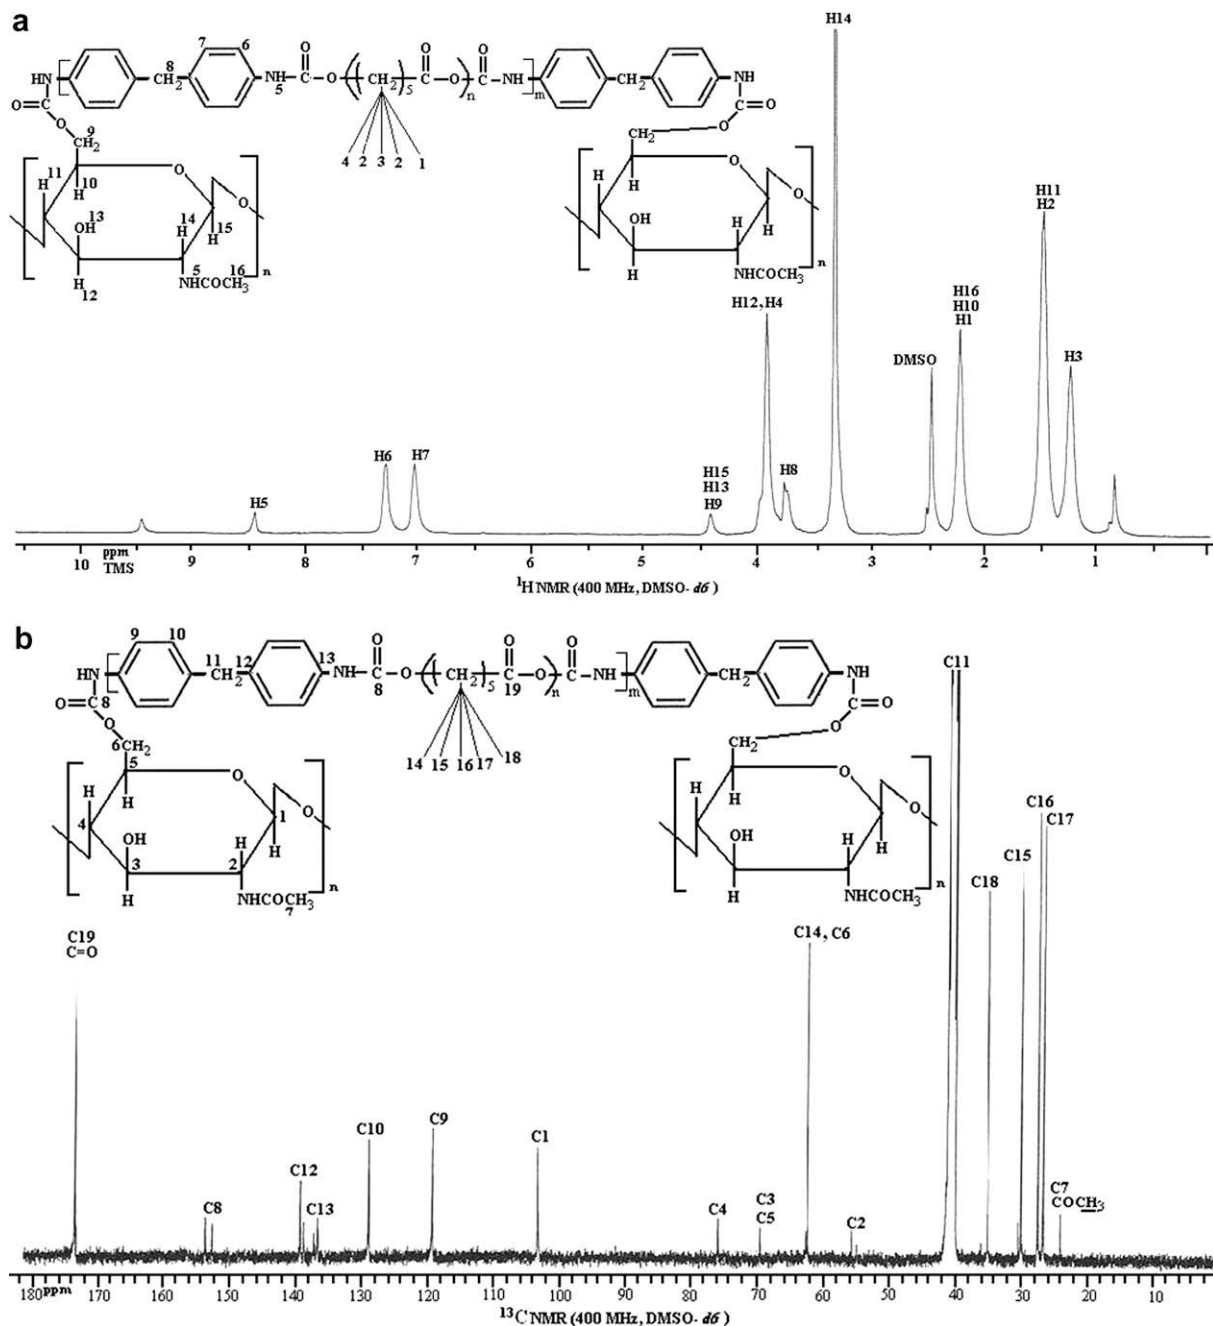 a
7 6 O O O
HN 8 CH2 NH C O CH2 5 C O n C NH m CH2 NH
5
O C O 9 CH2
4 2 3 2 1
CH2 O C O
H 11 10 H O 13 OH 14 H H 15 O
H 12 5 NHCOCH3 16 n
H H O OH H H O
H NHCOCH3 n
H14
H11
H2
H16
H10
H1
H12, H4
DMSO
H3
H6 H7
H15
H13
H9
H8
H5
10 9 8 7 6 5 4 3 2 1
ppm
TMS
1H NMR (400 MHz, DMSO- d6 )
b
9 10 11 12 13 O O O
HN CH2 NH C O CH2 5 C O n C NH m CH2 NH
8 19
O C 8 O 6 CH2
14 15 16 17 18
CH2 O C O
H 5 H O 4 OH 1 H H O
3 2
H NHCOCH3 7 n
H H O OH H H O
H NHCOCH3 n
C11
C16
C17
C15
C18
C19
C=O
C14, C6
C10 C9 C1
C12
C8 C13
C4
C3
C5
C2
C7
COCH3
180 ppm 170 160 150 140 130 120 110 100 90 80 70 60 50 40 30 20 10
13C NMR (400 MHz, DMSO- d6 )